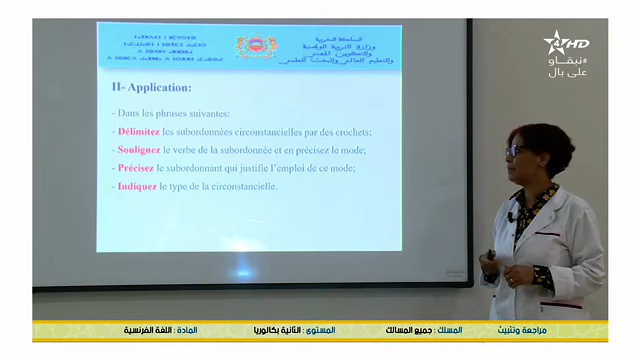 المملكة المغربية
وزارة التربية الوطنية
والتكوين المهني
والتعليم العالي والبحث العلمي
4 HD
#نبقاو
على بال
II- Application:
- Dans les phrases suivantes:
- Délimitez les subordonnées circonstancielles par des crochets;
- Soulignez le verbe de la subordonnée et en précisez le mode;
- Précisez le subordonnant qui justifie l'emploi de ce mode;
- Indiquez le type de la circonstancielle.
مراجعة وتثبيت المسلك : جميع المسالك المستوى : الثانية بكالوريا المادة : اللغة الفرنسية